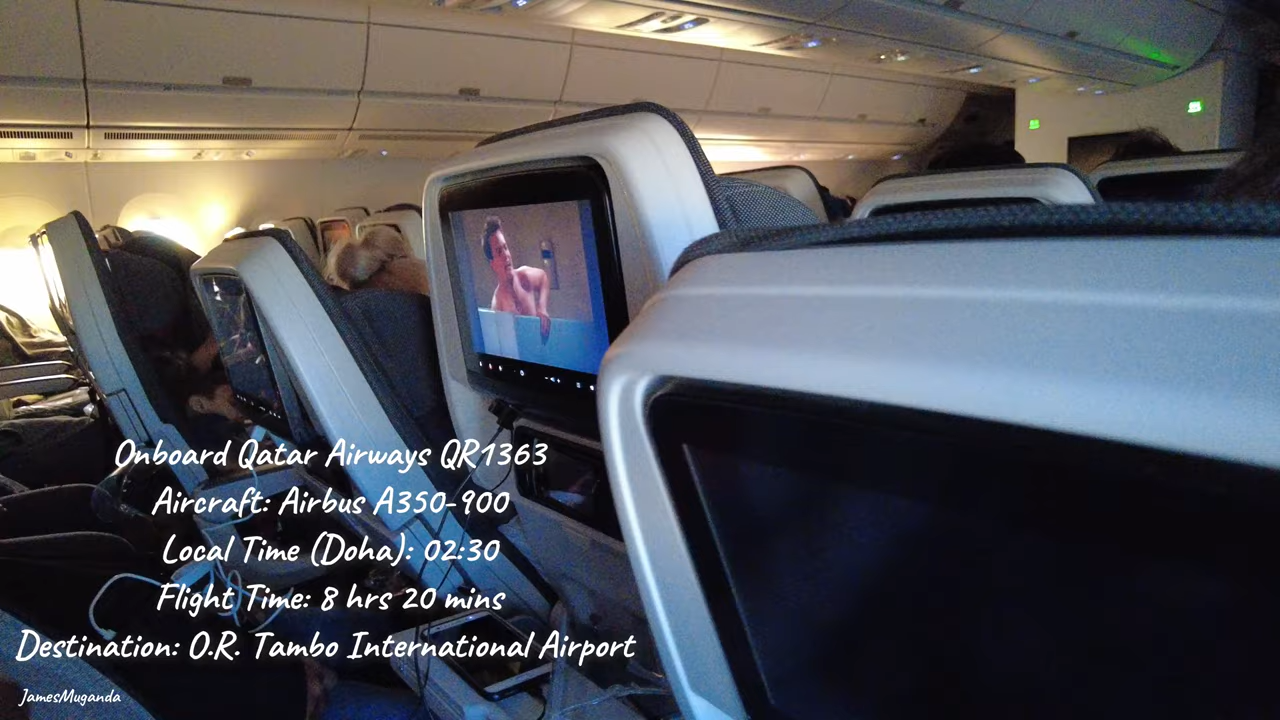 Onboard Qatar Airways QR1363
Aircraft: Airbus A350-900
Local Time (Doha): 02:30
Flight Time: 8 hrs 20 mins
Destination: O.R. Tambo International Airport
JamesMuganda